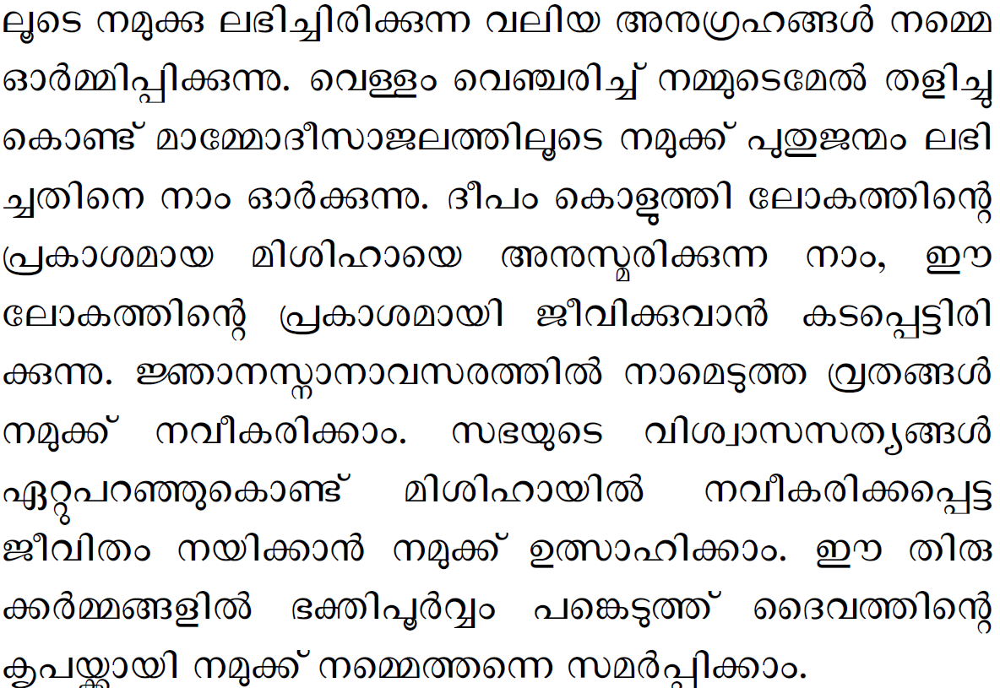 ലൂടെ നമുക്കു ലഭിച്ചിരിക്കുന്ന വലിയ അനുഗ്രഹങ്ങൾ നമ്മെ
ഓർമ്മിപ്പിക്കുന്നു. വെള്ളം വെഞ്ചരിച്ച് നമ്മുടെമേൽ തളിച്ചു
കൊണ്ട് മാമ്മോദീസാജലത്തിലൂടെ നമുക്ക് പുതുജന്മം ലഭി
ച്ചതിനെ നാം ഓർക്കുന്നു. ദീപം കൊളുത്തി ലോകത്തിന്റെ
പ്രകാശമായ മിശിഹായെ അനുസ്മരിക്കുന്ന നാം, ഈ
ലോകത്തിന്റെ പ്രകാശമായി ജീവിക്കുവാൻ കടപ്പെട്ടിരി
ക്കുന്നു. ജ്ഞാനസ്നാനാവസരത്തിൽ നാമെടുത്ത വ്രതങ്ങൾ
നമുക്ക് നവീകരിക്കാം. സഭയുടെ വിശ്വാസസത്യങ്ങൾ
ഏറ്റുപറഞ്ഞുകൊണ്ട് മിശിഹായിൽ നവീകരിക്കപ്പെട്ട
ജീവിതം നയിക്കാൻ നമുക്ക് ഉത്സാഹിക്കാം. ഈ തിരു
ക്കർമ്മങ്ങളിൽ ഭക്തിപൂർവ്വം പങ്കെടുത്ത് ദൈവത്തിന്റെ
കൃപയ്ക്കായി നമുക്ക് നമ്മെത്തന്നെ സമർപ്പിക്കാം.